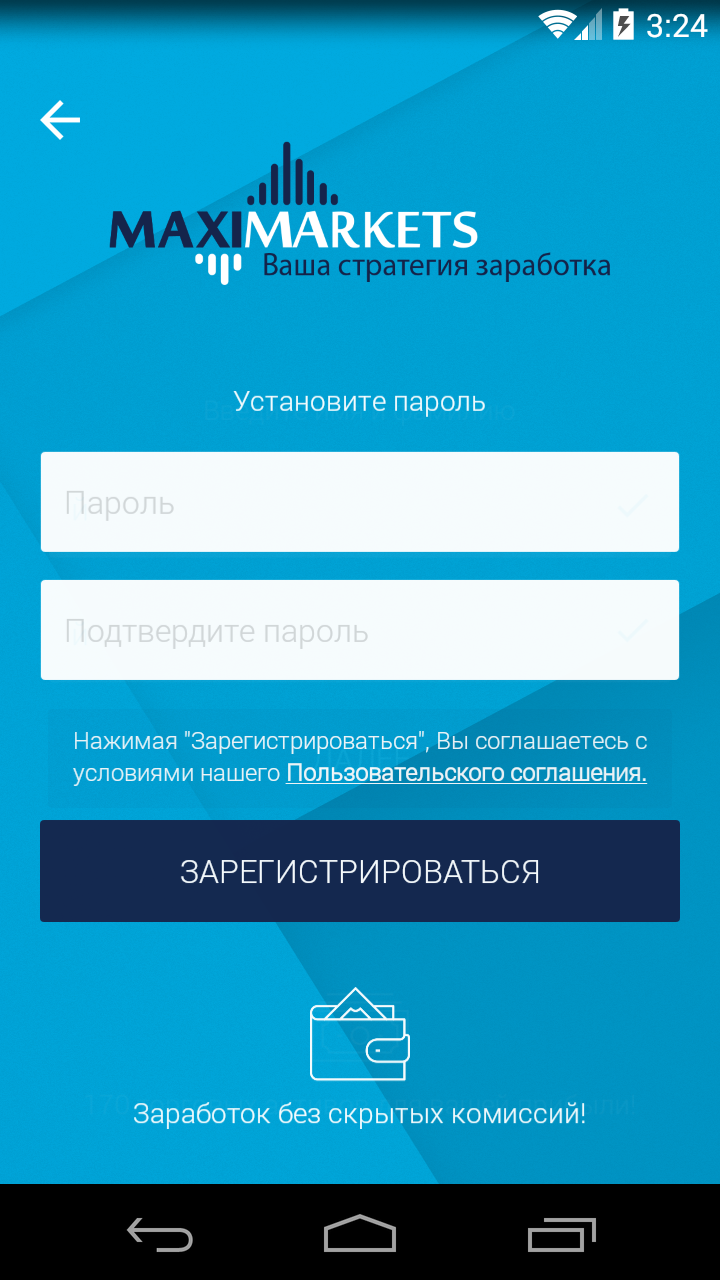 3:24
MAXIMARKETS
Ваша стратегия заработка
Установите пароль
Пароль
Подтвердите пароль
Нажимая "Зарегистрироваться", Вы соглашаетесь с
условиями нашего Пользовательского соглашения.
ЗАРЕГИСТРИРОВАТЬСЯ
Заработок без скрытых комиссий!